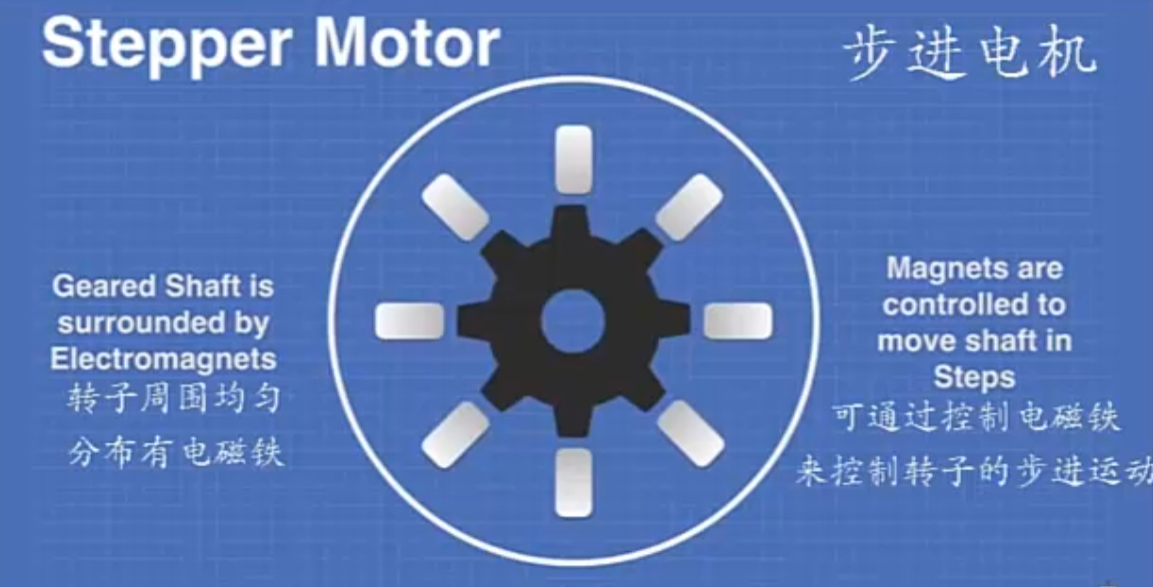 Stepper Motor
步进电机
Geared Shaft is
surrounded by
Electromagnets
转子周围均匀
分布有电磁铁
Magnets are
controlled to
move shaft in
Steps
可通过控制电磁铁
来控制转子的步进运动